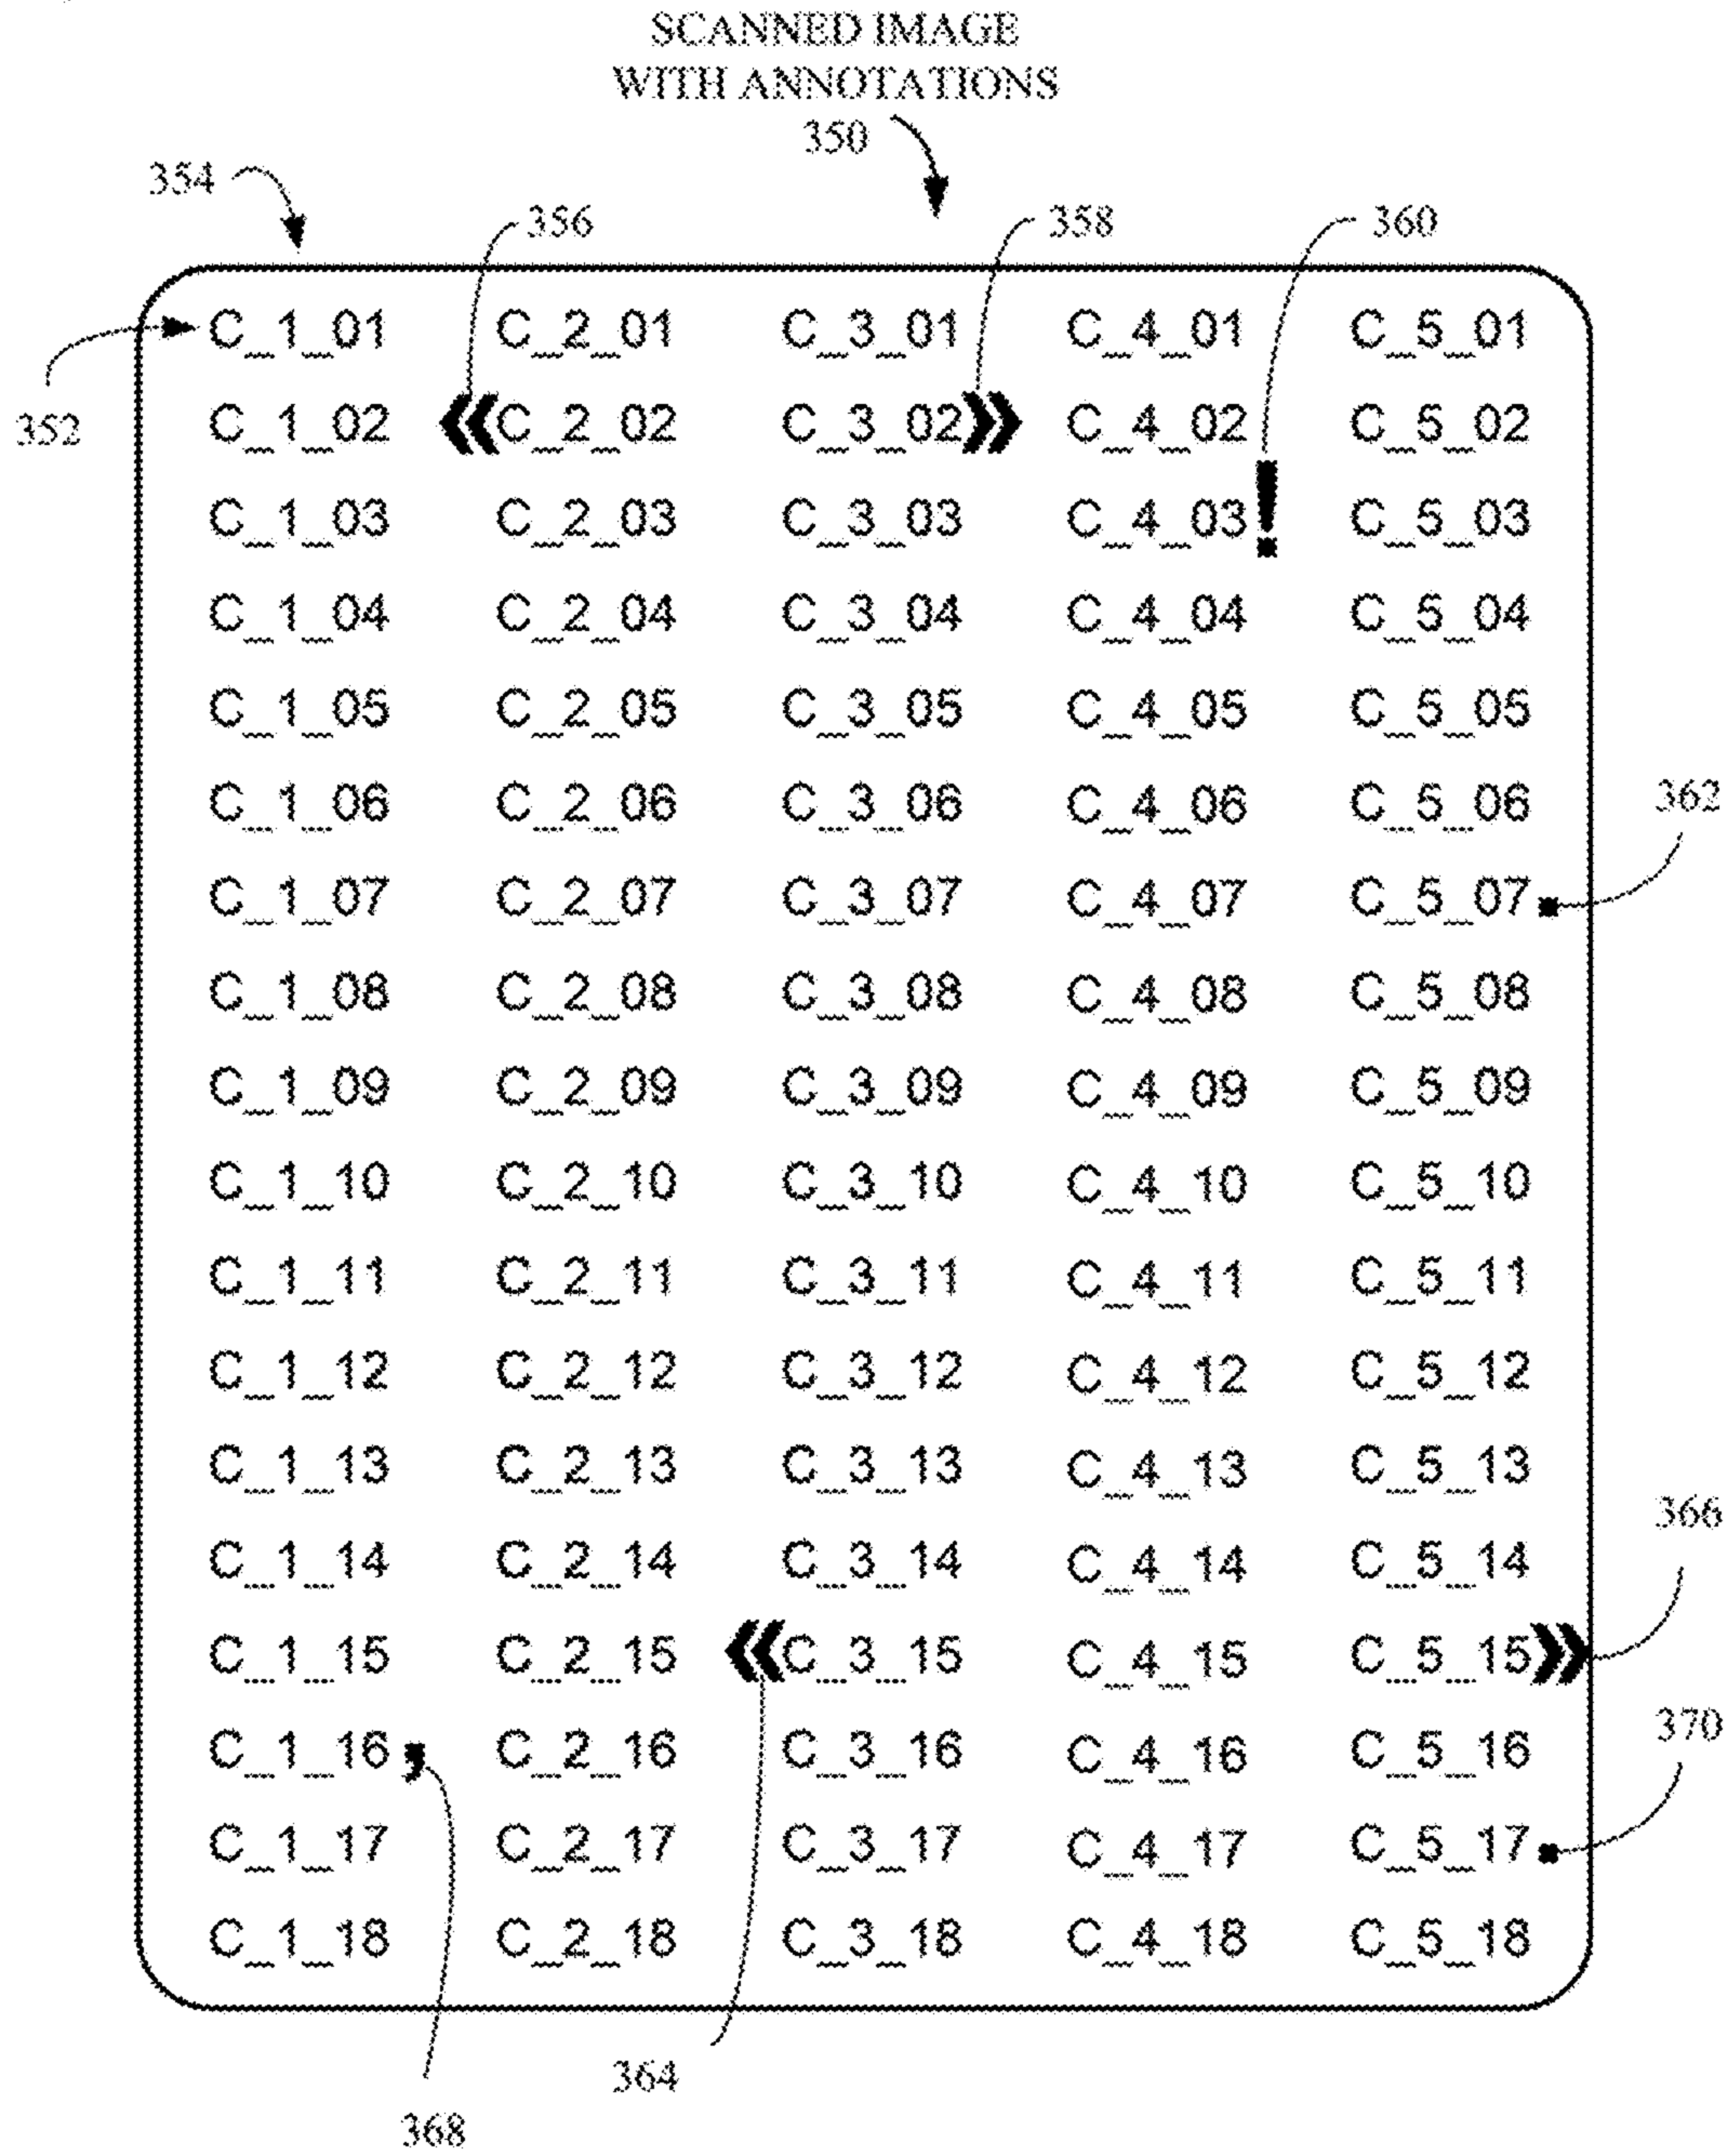 SCANNED IMAGE
WITH ANNOTATIONS
350
354
356 358 360
C_1_01 C_2_01 C_3_01 C_4_01 C_5_01
352
C_1_02 «C_2_02 C_3_02» C_4_02 C_5_02
C_1_03 C_2_03 C_3_03 C_4_03! C_5_03
C_1_04 C_2_04 C_3_04 C_4_04 C_5_04
C_1_05 C_2_05 C_3_05 C_4_05 C_5_05
C_1_06 C_2_06 C_3_06 C_4_06 C_5_06
362
C_1_07 C_2_07 C_3_07 C_4_07 C_5_07.
C_1_08 C_2_08 C_3_08 C_4_08 C_5_08
C_1_09 C_2_09 C_3_09 C_4_09 C_5_09
C_1_10 C_2_10 C_3_10 C_4_10 C_5_10
C_1_11 C_2_11 C_3_11 C_4_11 C_5_11
C_1_12 C_2_12 C_3_12 C_4_12 C_5_12
C_1_13 C_2_13 C_3_13 C_4_13 C_5_13
366
C_1_14 C_2_14 C_3_14 C_4_14 C_5_14
C_1_15 C_2_15 «C_3_15 C_4_15 C_5_15»
370
C_1_16, C_2_16 C_3_16 C_4_16 C_5_16
C_1_17 C_2_17 C_3_17 C_4_17 C_5_17.
C_1_18 C_2_18 C_3_18 C_4_18 C_5_18
364
368